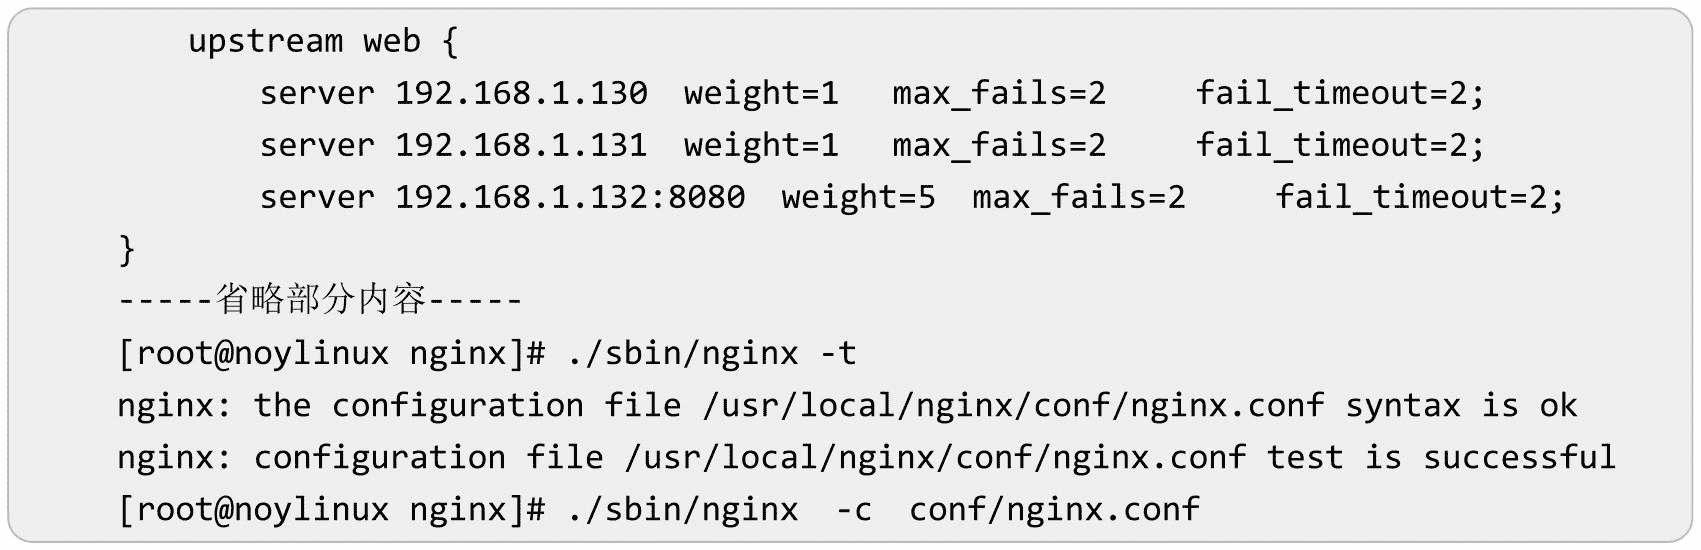 upstream web {
server 192.168.1.130  weight=1   max_fails=2     fail_timeout=2;
server 192.168.1.131  weight=1   max_fails=2     fail_timeout=2;
server 192.168.1.132:8080  weight=5  max_fails=2     fail_timeout=2;
}
-----省略部分内容-----
[root@noylinux nginx]# ./sbin/nginx -t
nginx: the configuration file /usr/local/nginx/conf/nginx.conf syntax is ok
nginx: configuration file /usr/local/nginx/conf/nginx.conf test is successful
[root@noylinux nginx]# ./sbin/nginx  -c  conf/nginx.conf